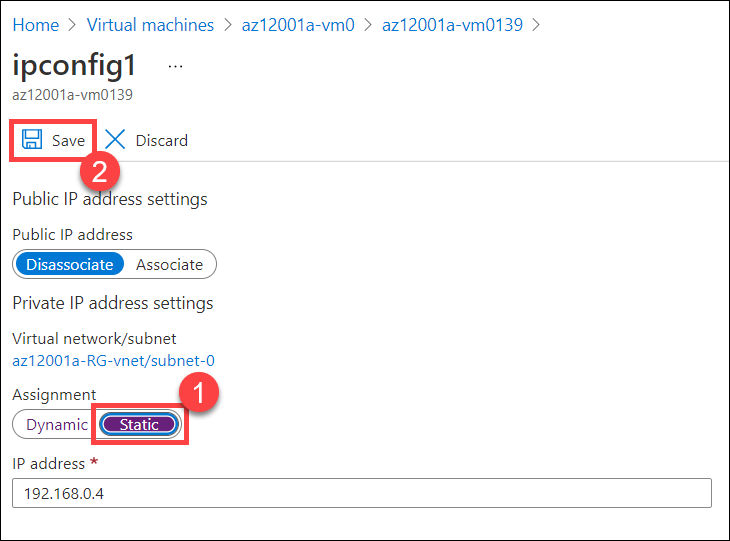 Home > Virtual machines > az12001a-vm0 > az12001a-vm0139 >
ipconfig1 ...
az12001a-vm0139
Save Discard
2
Public IP address settings
Public IP address
Disassociate Associate
Private IP address settings
Virtual network/subnet
az12001a-RG-vnet/subnet-0
Assignment
1
Dynamic Static
IP address *
192.168.0.4